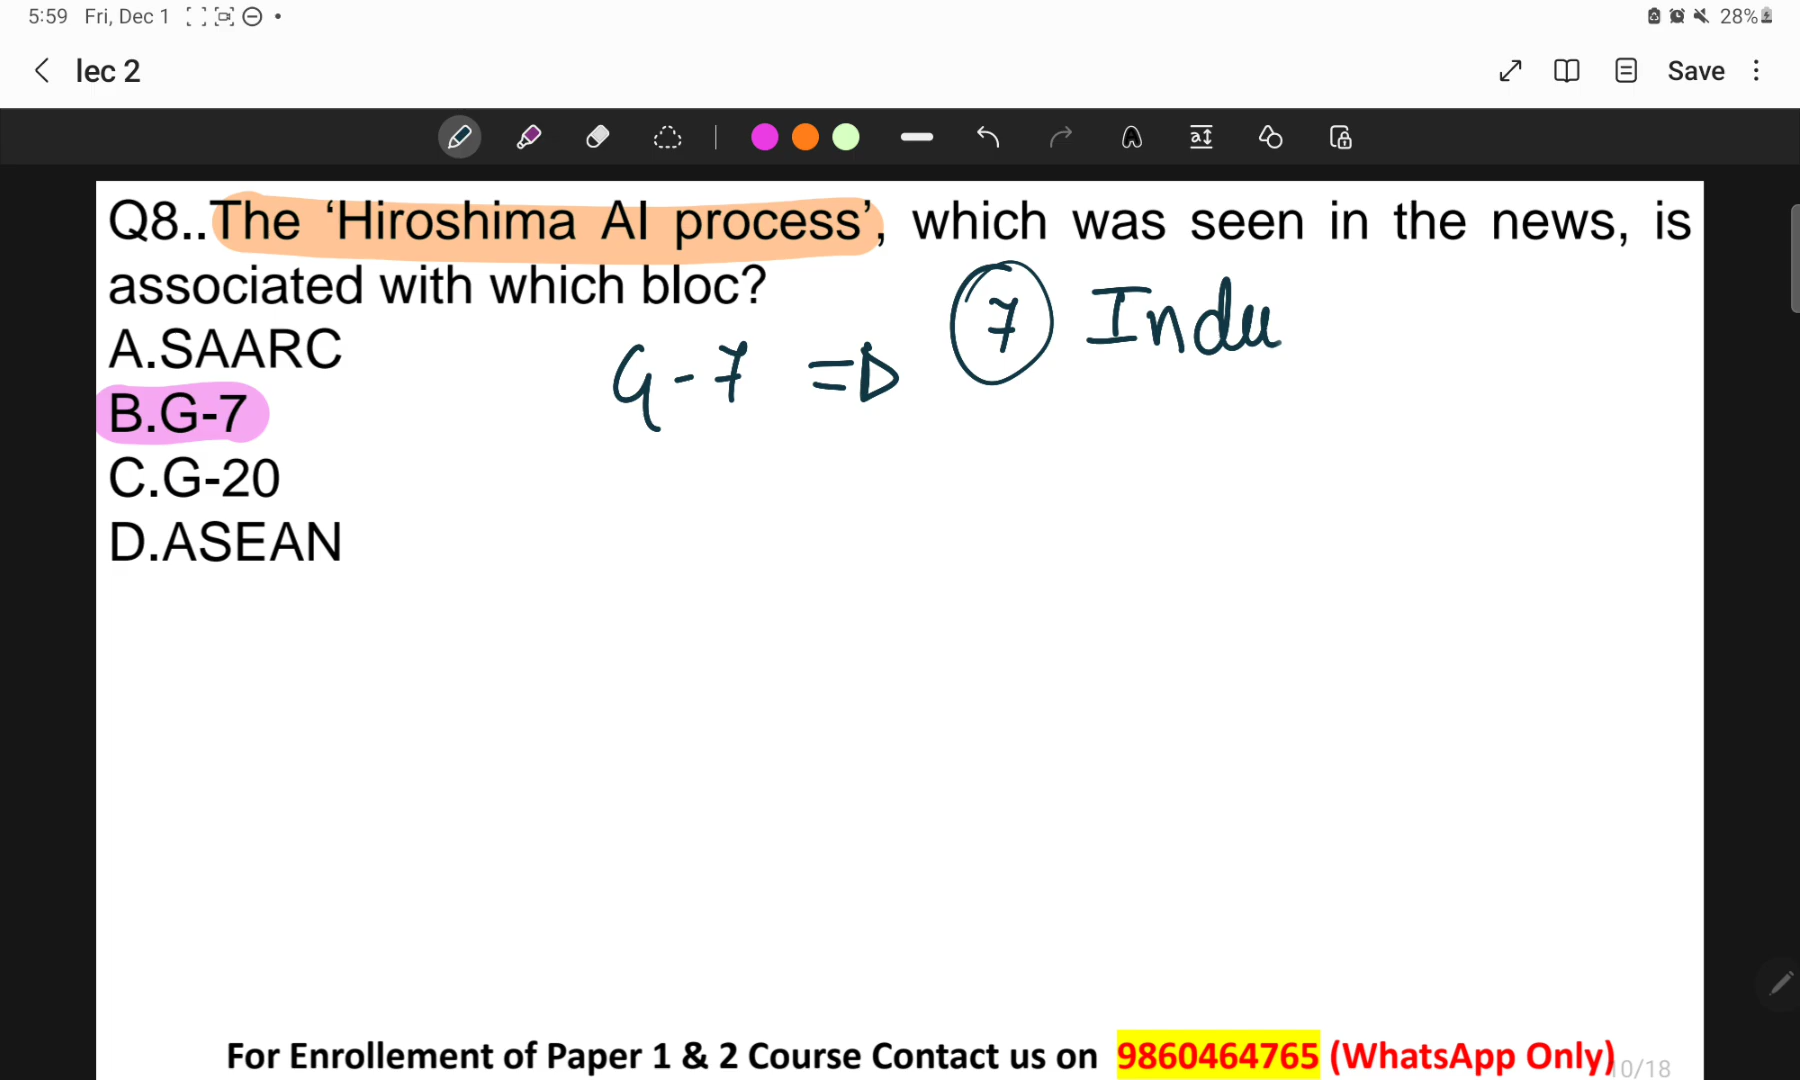 5:59 Fri, Dec 1
28%
lec 2
Save
Q8..The ‘Hiroshima AI process’, which was seen in the news, is
associated with which bloc?
7 Indu
A.SAARC
G-7 =D
B.G-7
C.G-20
D.ASEAN
For Enrollement of Paper 1 & 2 Course Contact us on 9860464765 (WhatsApp Only)
10/18